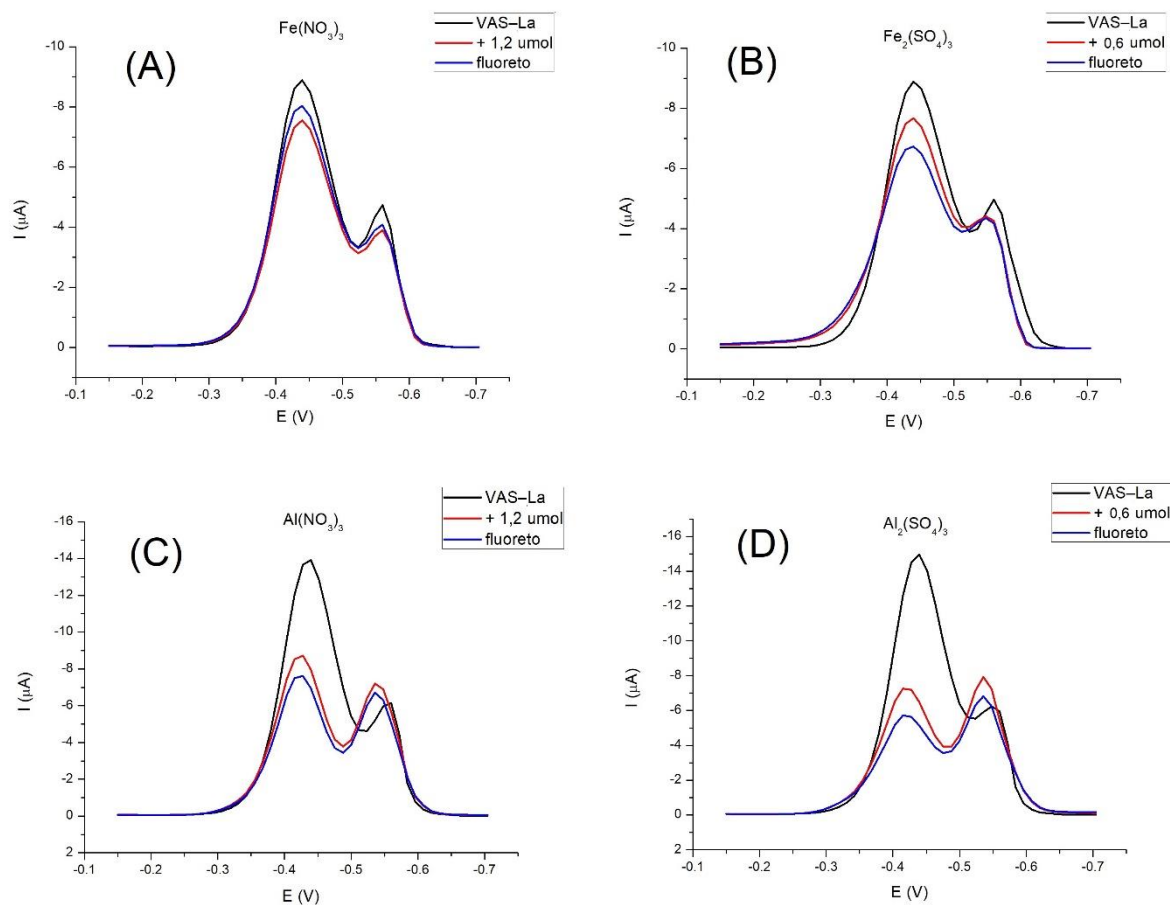 (A)
Fe(NO₃)₃
VAS–La
+ 1,2 umol
fluoreto
-10
-8
-6
-4
-2
0
I (µA)
-0.1 -0.2 -0.3 -0.4 -0.5 -0.6 -0.7
E (V)
(B)
Fe₂(SO₄)₃
VAS–La
+ 0,6 umol
fluoreto
-10
-8
-6
-4
-2
0
I (µA)
-0.1 -0.2 -0.3 -0.4 -0.5 -0.6 -0.7
E (V)
(C)
Al(NO₃)₃
VAS–La
+ 1,2 umol
fluoreto
-16
-14
-12
-10
-8
-6
-4
-2
0
2
I (µA)
-0.1 -0.2 -0.3 -0.4 -0.5 -0.6 -0.7
E (V)
(D)
Al₂(SO₄)₃
VAS–La
+ 0,6 umol
fluoreto
-16
-14
-12
-10
-8
-6
-4
-2
0
2
I (µA)
-0.1 -0.2 -0.3 -0.4 -0.5 -0.6 -0.7
E (V)